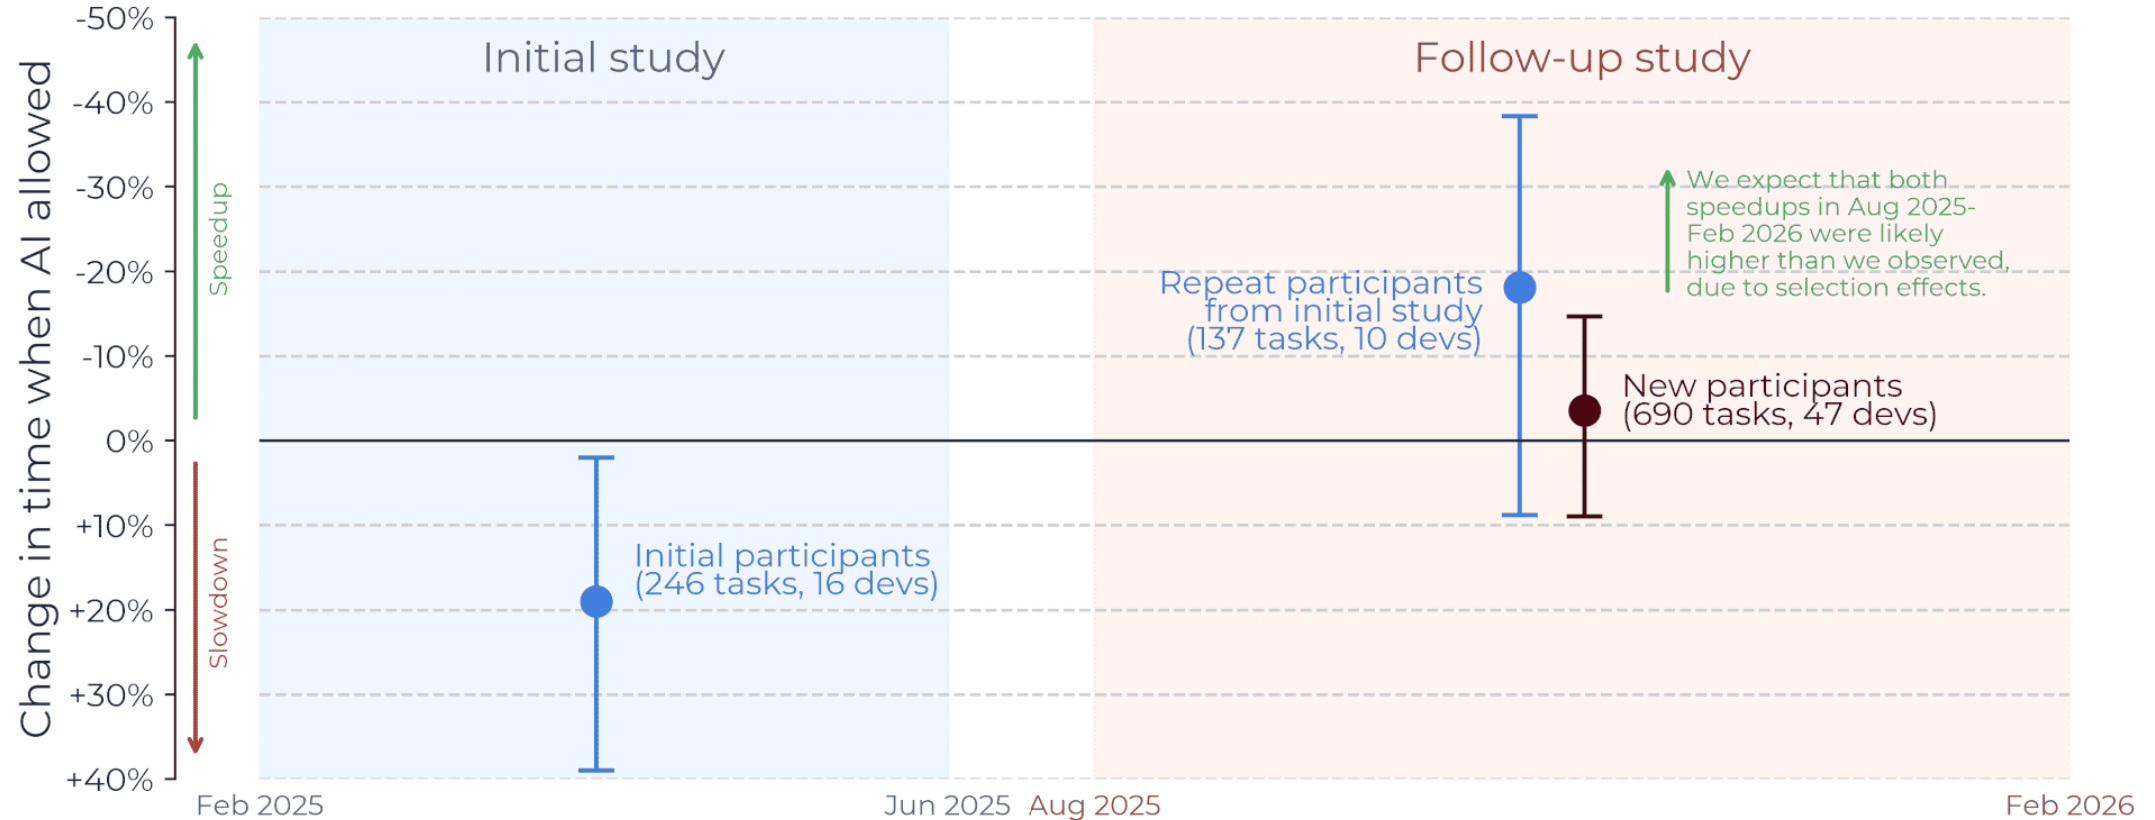 Change in time when AI allowed
-50%
-40%
-30%
-20%
-10%
0%
+10%
+20%
+30%
+40%
Speedup
Slowdown
Initial study
Initial participants
(246 tasks, 16 devs)
Follow-up study
Repeat participants
from initial study
(137 tasks, 10 devs)
We expect that both
speedups in Aug 2025-
Feb 2026 were likely
higher than we observed,
due to selection effects.
New participants
(690 tasks, 47 devs)
Feb 2025
Jun 2025
Aug 2025
Feb 2026